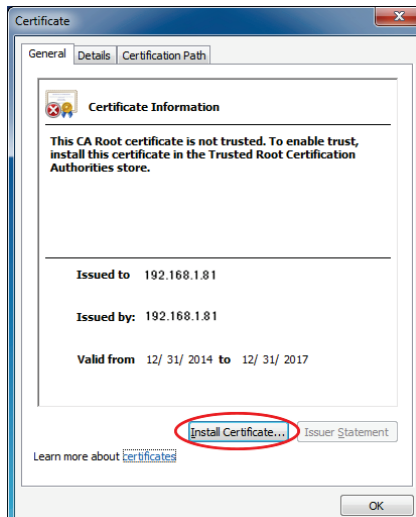 Certificate
General Details Certification Path
Certificate Information
This CA Root certificate is not trusted. To enable trust,
install this certificate in the Trusted Root Certification
Authorities store.
Issued to 192.168.1.81
Issued by: 192.168.1.81
Valid from 12/ 31/ 2014 to 12/ 31/ 2017
Install Certificate... Issuer Statement
Learn more about certificates
OK